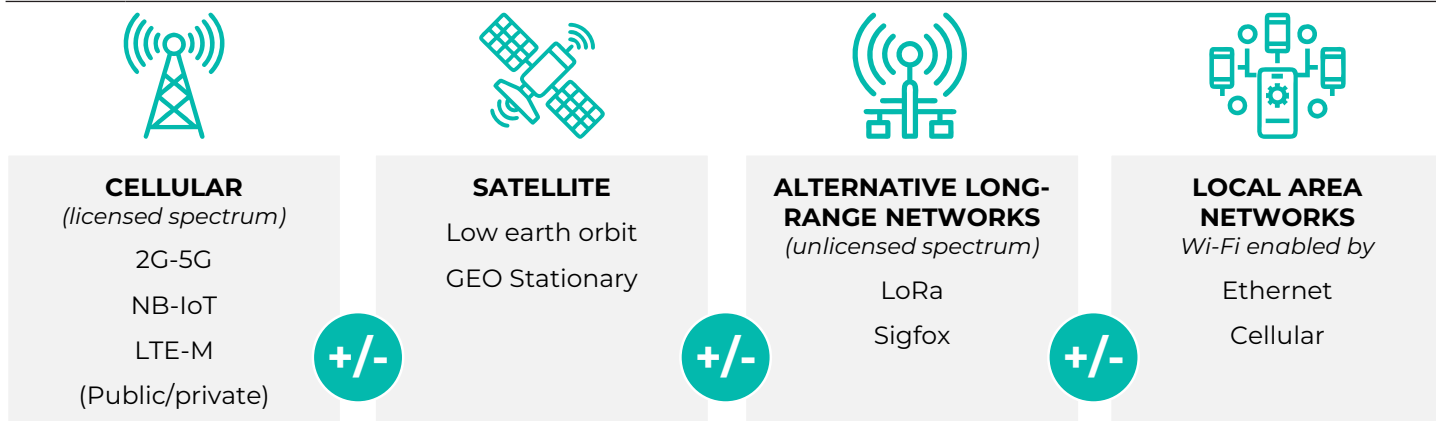 CELLULAR
(licensed spectrum)
2G-5G
NB-IoT
LTE-M
(Public/private)
+/-
SATELLITE
Low earth orbit
GEO Stationary
+/-
ALTERNATIVE LONG-
RANGE NETWORKS
(unlicensed spectrum)
LoRa
Sigfox
+/-
LOCAL AREA
NETWORKS
Wi-Fi enabled by
Ethernet
Cellular